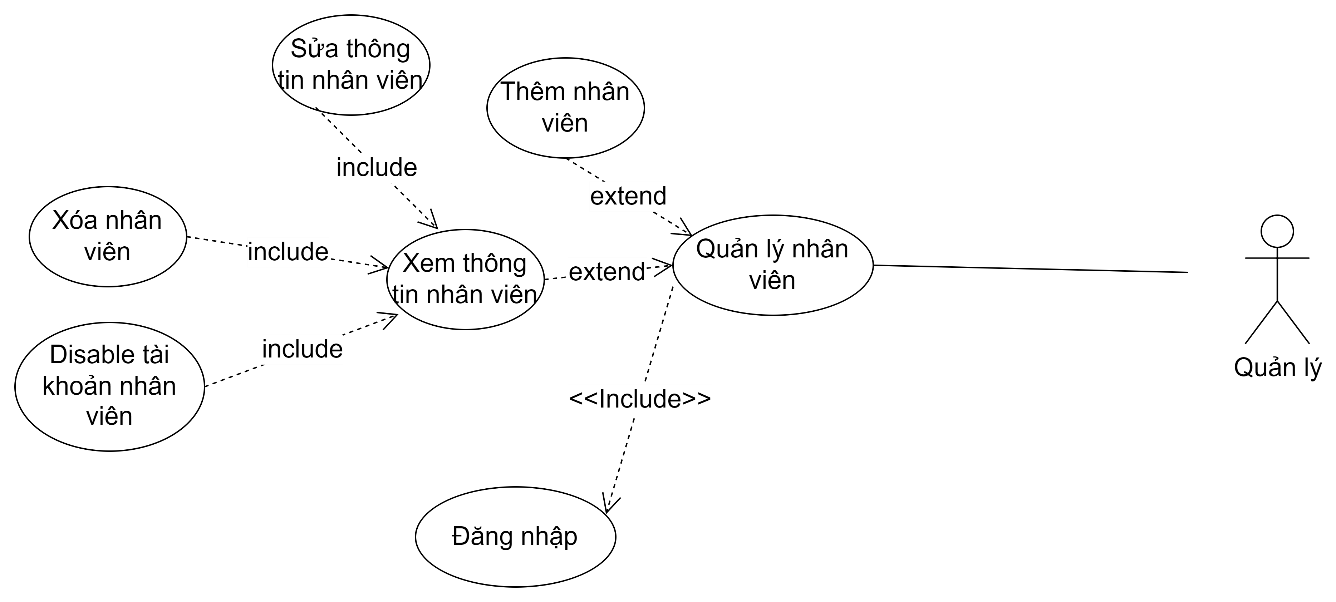 Sửa thông
tin nhân viên
Thêm nhân
viên
include
extend
Xóa nhân
viên
include
Xem thông
tin nhân viên
extend
Quản lý nhân
viên
Disable tài
khoản nhân
viên
include
<<Include>>
Quản lý
Đăng nhập